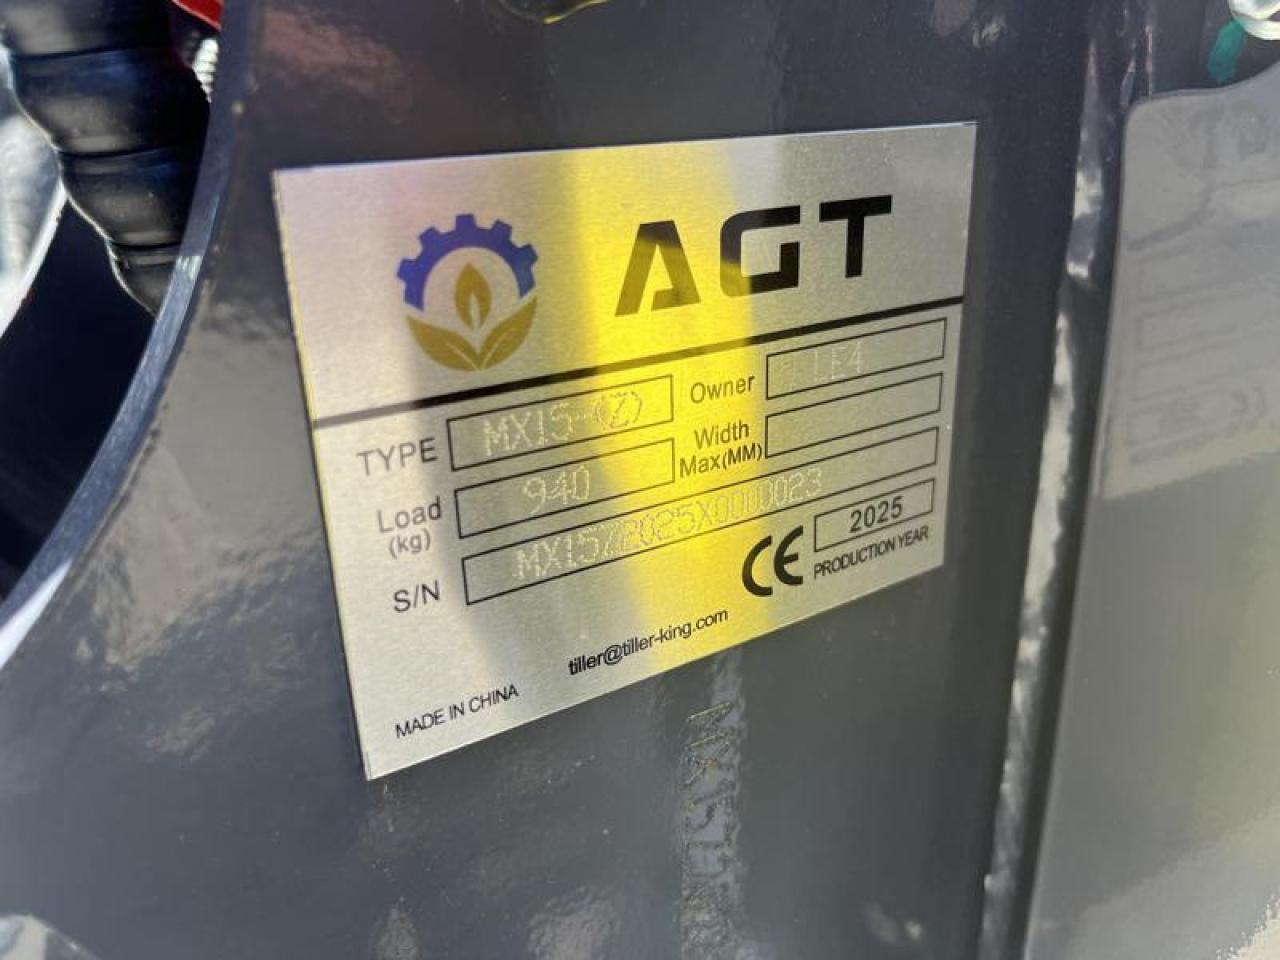 AGT
TYPE MX15-(Z) Owner LE4
Load (kg) 940 Width Max(MM)
S/N MX15Z2025X0000023
CE 2025
PRODUCTION YEAR
tiller@tiller-king.com
MADE IN CHINA